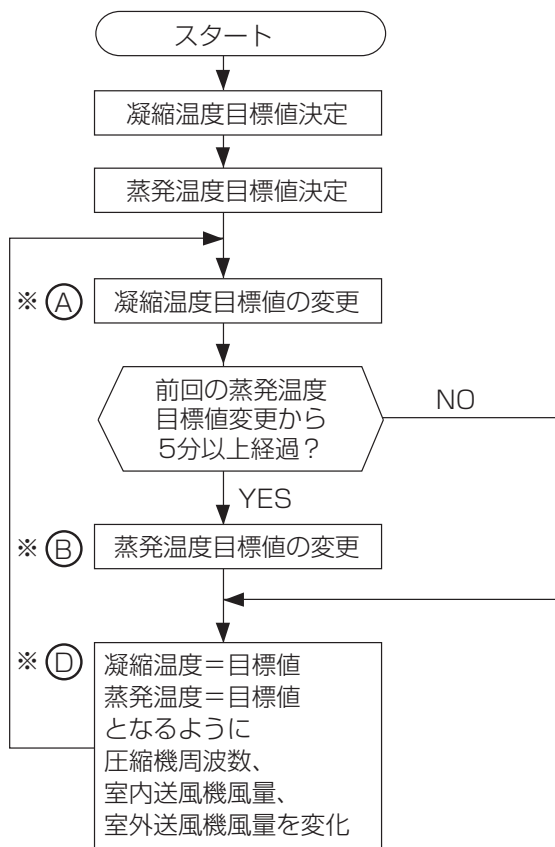 スタート
凝縮温度目標値決定
蒸発温度目標値決定
※Ⓐ 凝縮温度目標値の変更
前回の蒸発温度
目標値変更から
5分以上経過？
NO
YES
※Ⓑ 蒸発温度目標値の変更
※Ⓓ 凝縮温度＝目標値
蒸発温度＝目標値
となるように
圧縮機周波数、
室内送風機風量、
室外送風機風量を変化